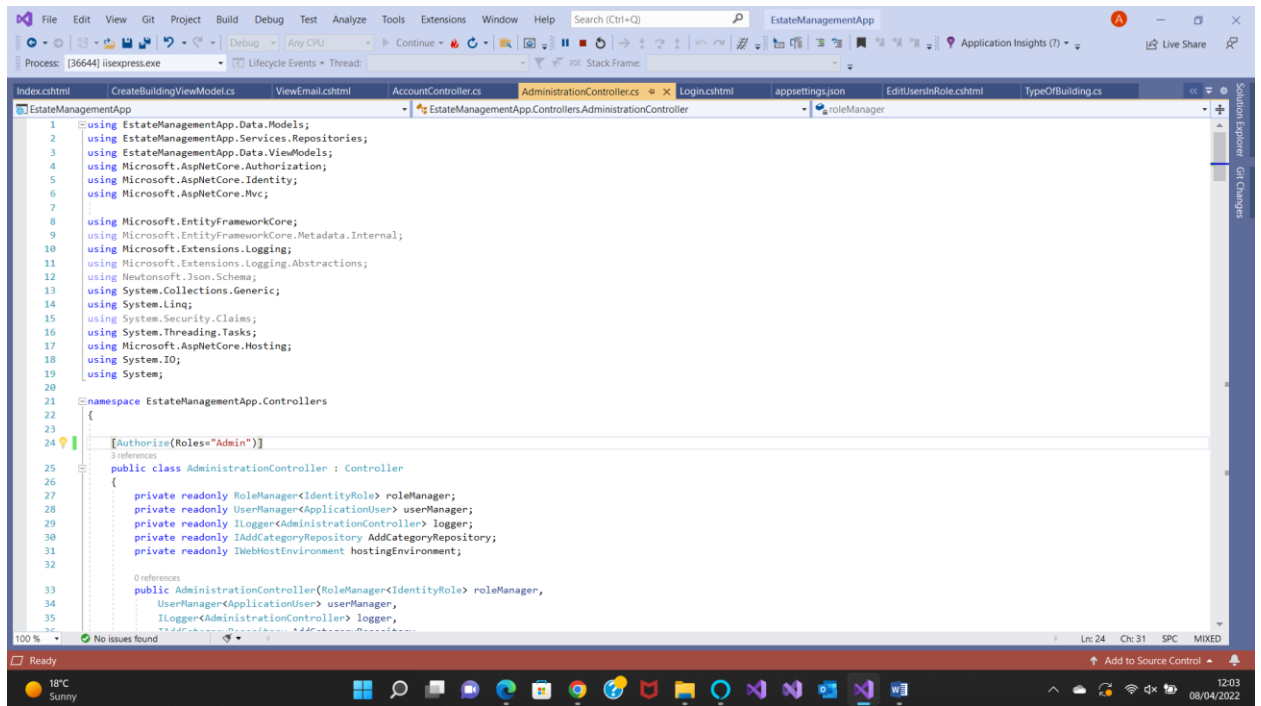 File Edit View Git Project Build Debug Test Analyze Tools Extensions Window Help Search (Ctrl+Q) EstateManagementApp A
Debug Any CPU Continue Application Insights (?) Live Share
Process: [36644] iisexpress.exe Lifecycle Events Thread: Stack Frame:
Index.cshtml CreateBuildingViewModel.cs ViewEmail.cshtml AccountController.cs AdministrationController.cs Login.cshtml appsettings.json EditUsersInRole.cshtml TypeOfBuilding.cs
EstateManagementApp EstateManagementApp.Controllers.AdministrationController roleManager
Solution Explorer
Git Changes
1 using EstateManagementApp.Data.Models;
2 using EstateManagementApp.Services.Repositories;
3 using EstateManagementApp.Data.ViewModels;
4 using Microsoft.AspNetCore.Authorization;
5 using Microsoft.AspNetCore.Identity;
6 using Microsoft.AspNetCore.Mvc;
7
8 using Microsoft.EntityFrameworkCore;
9 using Microsoft.EntityFrameworkCore.Metadata.Internal;
10 using Microsoft.Extensions.Logging;
11 using Microsoft.Extensions.Logging.Abstractions;
12 using Newtonsoft.Json.Schema;
13 using System.Collections.Generic;
14 using System.Linq;
15 using System.Security.Claims;
16 using System.Threading.Tasks;
17 using Microsoft.AspNetCore.Hosting;
18 using System.IO;
19 using System;
20
21 namespace EstateManagementApp.Controllers
22 {
23
24 [Authorize(Roles="Admin")]
3 references
25 public class AdministrationController : Controller
26 {
27 private readonly RoleManager<IdentityRole> roleManager;
28 private readonly UserManager<ApplicationUser> userManager;
29 private readonly ILogger<AdministrationController> logger;
30 private readonly IAddCategoryRepository AddCategoryRepository;
31 private readonly IWebHostEnvironment hostingEnvironment;
32
0 references
33 public AdministrationController(RoleManager<IdentityRole> roleManager,
34 UserManager<ApplicationUser> userManager,
35 ILogger<AdministrationController> logger,
36 IAddCategoryRepository AddCategoryRepository,
100 % No issues found Ln: 24 Ch: 31 SPC MIXED
Ready Add to Source Control
18°C
Sunny
12:03
08/04/2022